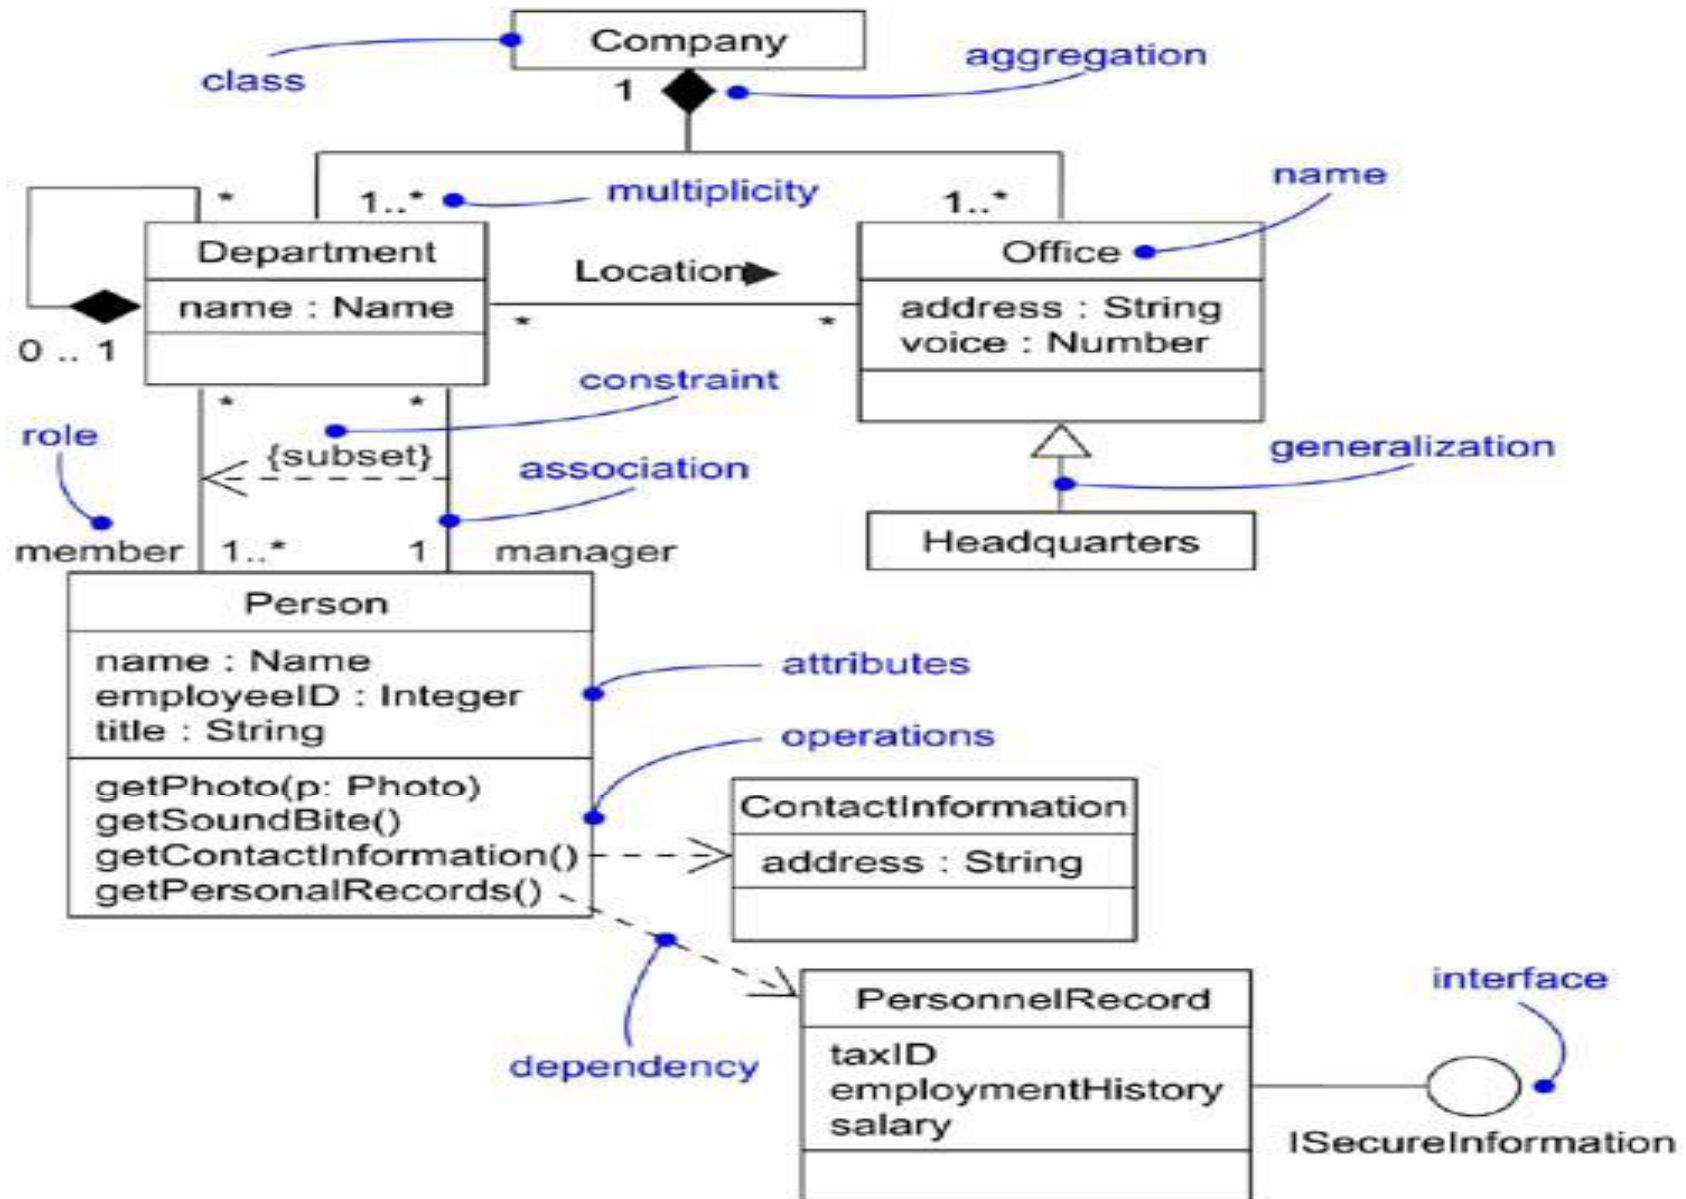 Company
class
aggregation
1
name
* 1..* multiplicity 1..*
Department
name : Name
Location
Office
address : String
voice : Number
* *
0 .. 1
constraint
* *
role
{subset}
association
generalization
member 1..* 1 manager
Headquarters
Person
name : Name
employeeID : Integer
title : String
attributes
operations
getPhoto(p: Photo)
getSoundBite()
getContactInformation()
getPersonalRecords()
ContactInformation
address : String
dependency
PersonnelRecord
taxID
employmentHistory
salary
interface
ISecureInformation